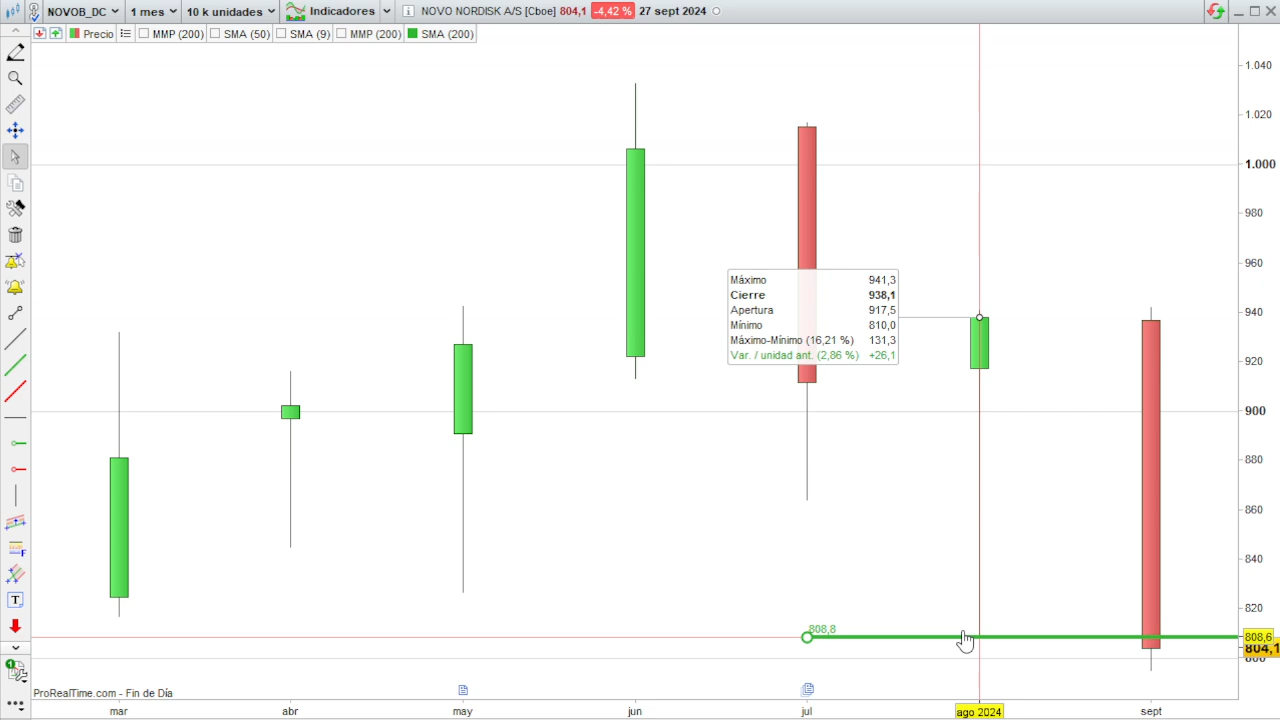 NOVOB_DC 1 mes 10 k unidades Indicadores NOVO NORDISK A/S [Cboe] 804,1 -4,42 % 27 sept 2024
Precio MMP (200) SMA (50) SMA (9) MMP (200) SMA (200)
1.040
1.020
1.000
980
960
940
920
900
880
860
840
820
808,6
804,1
800
Máximo 941,3
Cierre 938,1
Apertura 917,5
Mínimo 810,0
Máximo-Mínimo (16,21 %) 131,3
Var. / unidad ant. (2,86 %) +26,1
808,8
F
T
1
ProRealTime.com - Fin de Día
mar abr may jun jul ago 2024 sept